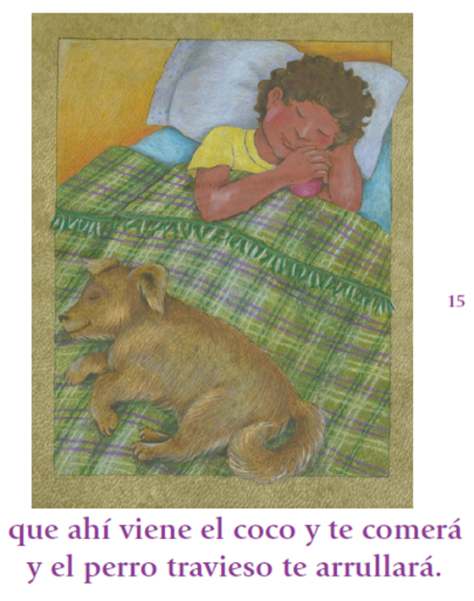 15
que ahí viene el coco y te comerá
y el perro travieso te arrullará.